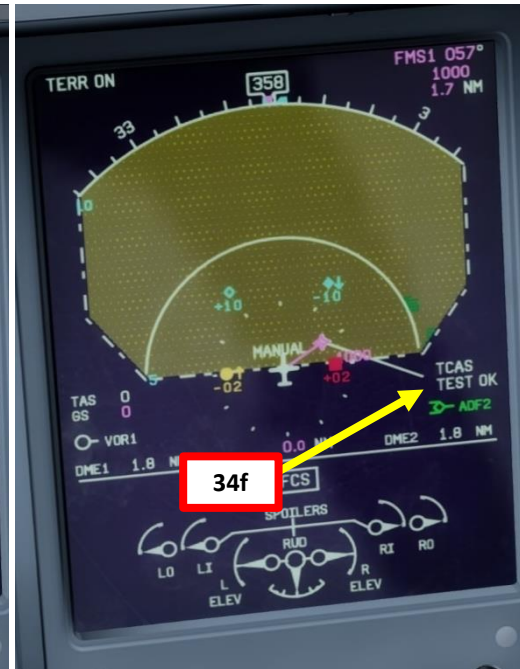 TERR ON
FMS1 057°
1000
1.7 NM
358
33
3
10
+10
-10
MANUAL
5
-02
+02
TCAS
TEST OK
TAS 0
GS 0
ADF2
VOR1
0.0 NM
DME1 1.8 N
DME2 1.8 NM
34f
FCS
SPOILERS
LO LI RUD RI RO
L ELEV
R ELEV